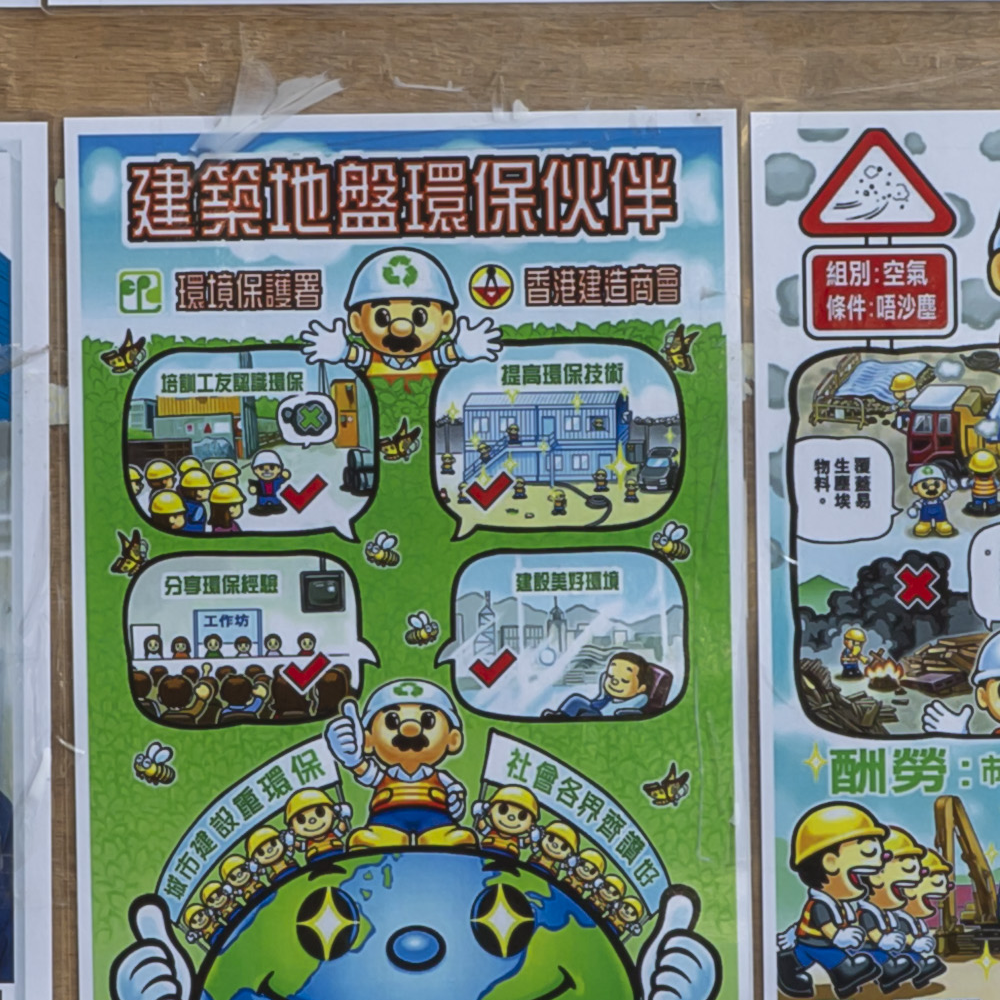 建築地盤環保伙伴
環境保護署
香港建造商會
培訓工友認識環保
提高環保技術
分享環保經驗
工作坊
建設美好環境
城市建設重環保
社會各界齊讚好
組別:空氣
條件:唔沙塵
覆蓋易
生塵埃
物料。
酬勞:市